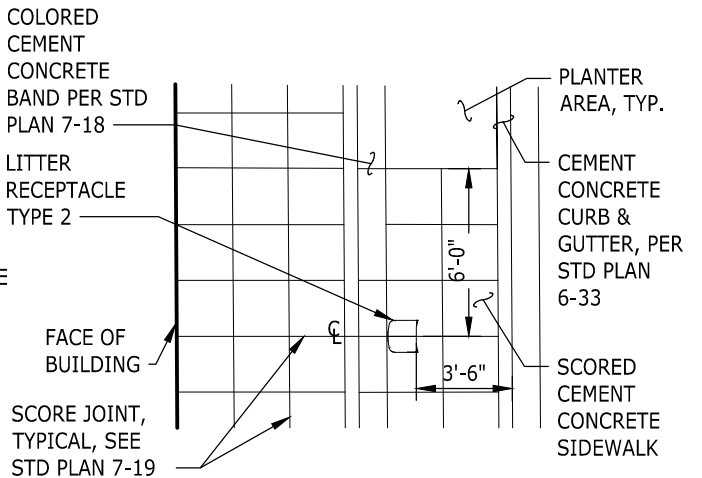 COLORED
CEMENT
CONCRETE
BAND PER STD
PLAN 7-18
LITTER
RECEPTACLE
TYPE 2
E
FACE OF
BUILDING
SCORE JOINT,
TYPICAL, SEE
STD PLAN 7-19
CL
6'-0"
3'-6"
PLANTER
AREA, TYP.
CEMENT
CONCRETE
CURB &
GUTTER, PER
STD PLAN
6-33
SCORED
CEMENT
CONCRETE
SIDEWALK